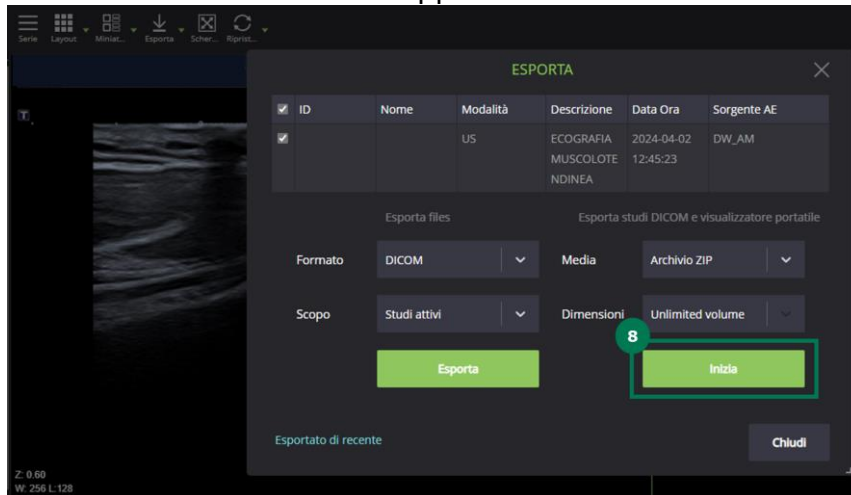 Serie Layout Miniat... Esporta Scher... Riprist...
ESPORTA
ID Nome Modalità Descrizione Data Ora Sorgente AE
US ECOGRAFIA 2024-04-02 DW_AM
MUSCOLOTE 12:45:23
NDINEA
T
Esporta files Esporta studi DICOM e visualizzatore portatile
Formato DICOM Media Archivio ZIP
Scopo Studi attivi Dimensioni Unlimited volume
8
Esporta Inizia
Esportato di recente Chiudi
Z: 0.60
W: 256 L:128